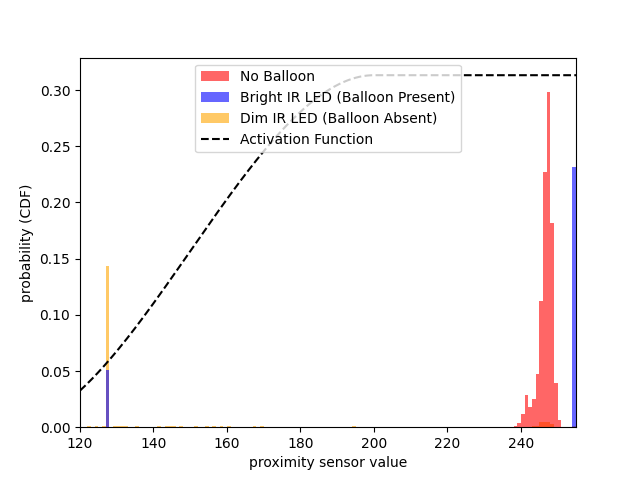 No Balloon
Bright IR LED (Balloon Present)
Dim IR LED (Balloon Absent)
Activation Function
probability (CDF)
0.30
0.25
0.20
0.15
0.10
0.05
0.00
120 140 160 180 200 220 240
proximity sensor value